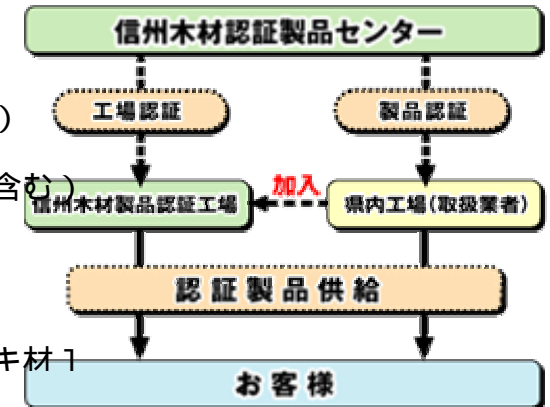 信州木材認証製品センター
）
工場認証
製品認証
含む）
信州木材製品認証工場
加入
県内工場（取扱業者）
認証製品供給
キ材１
お客様